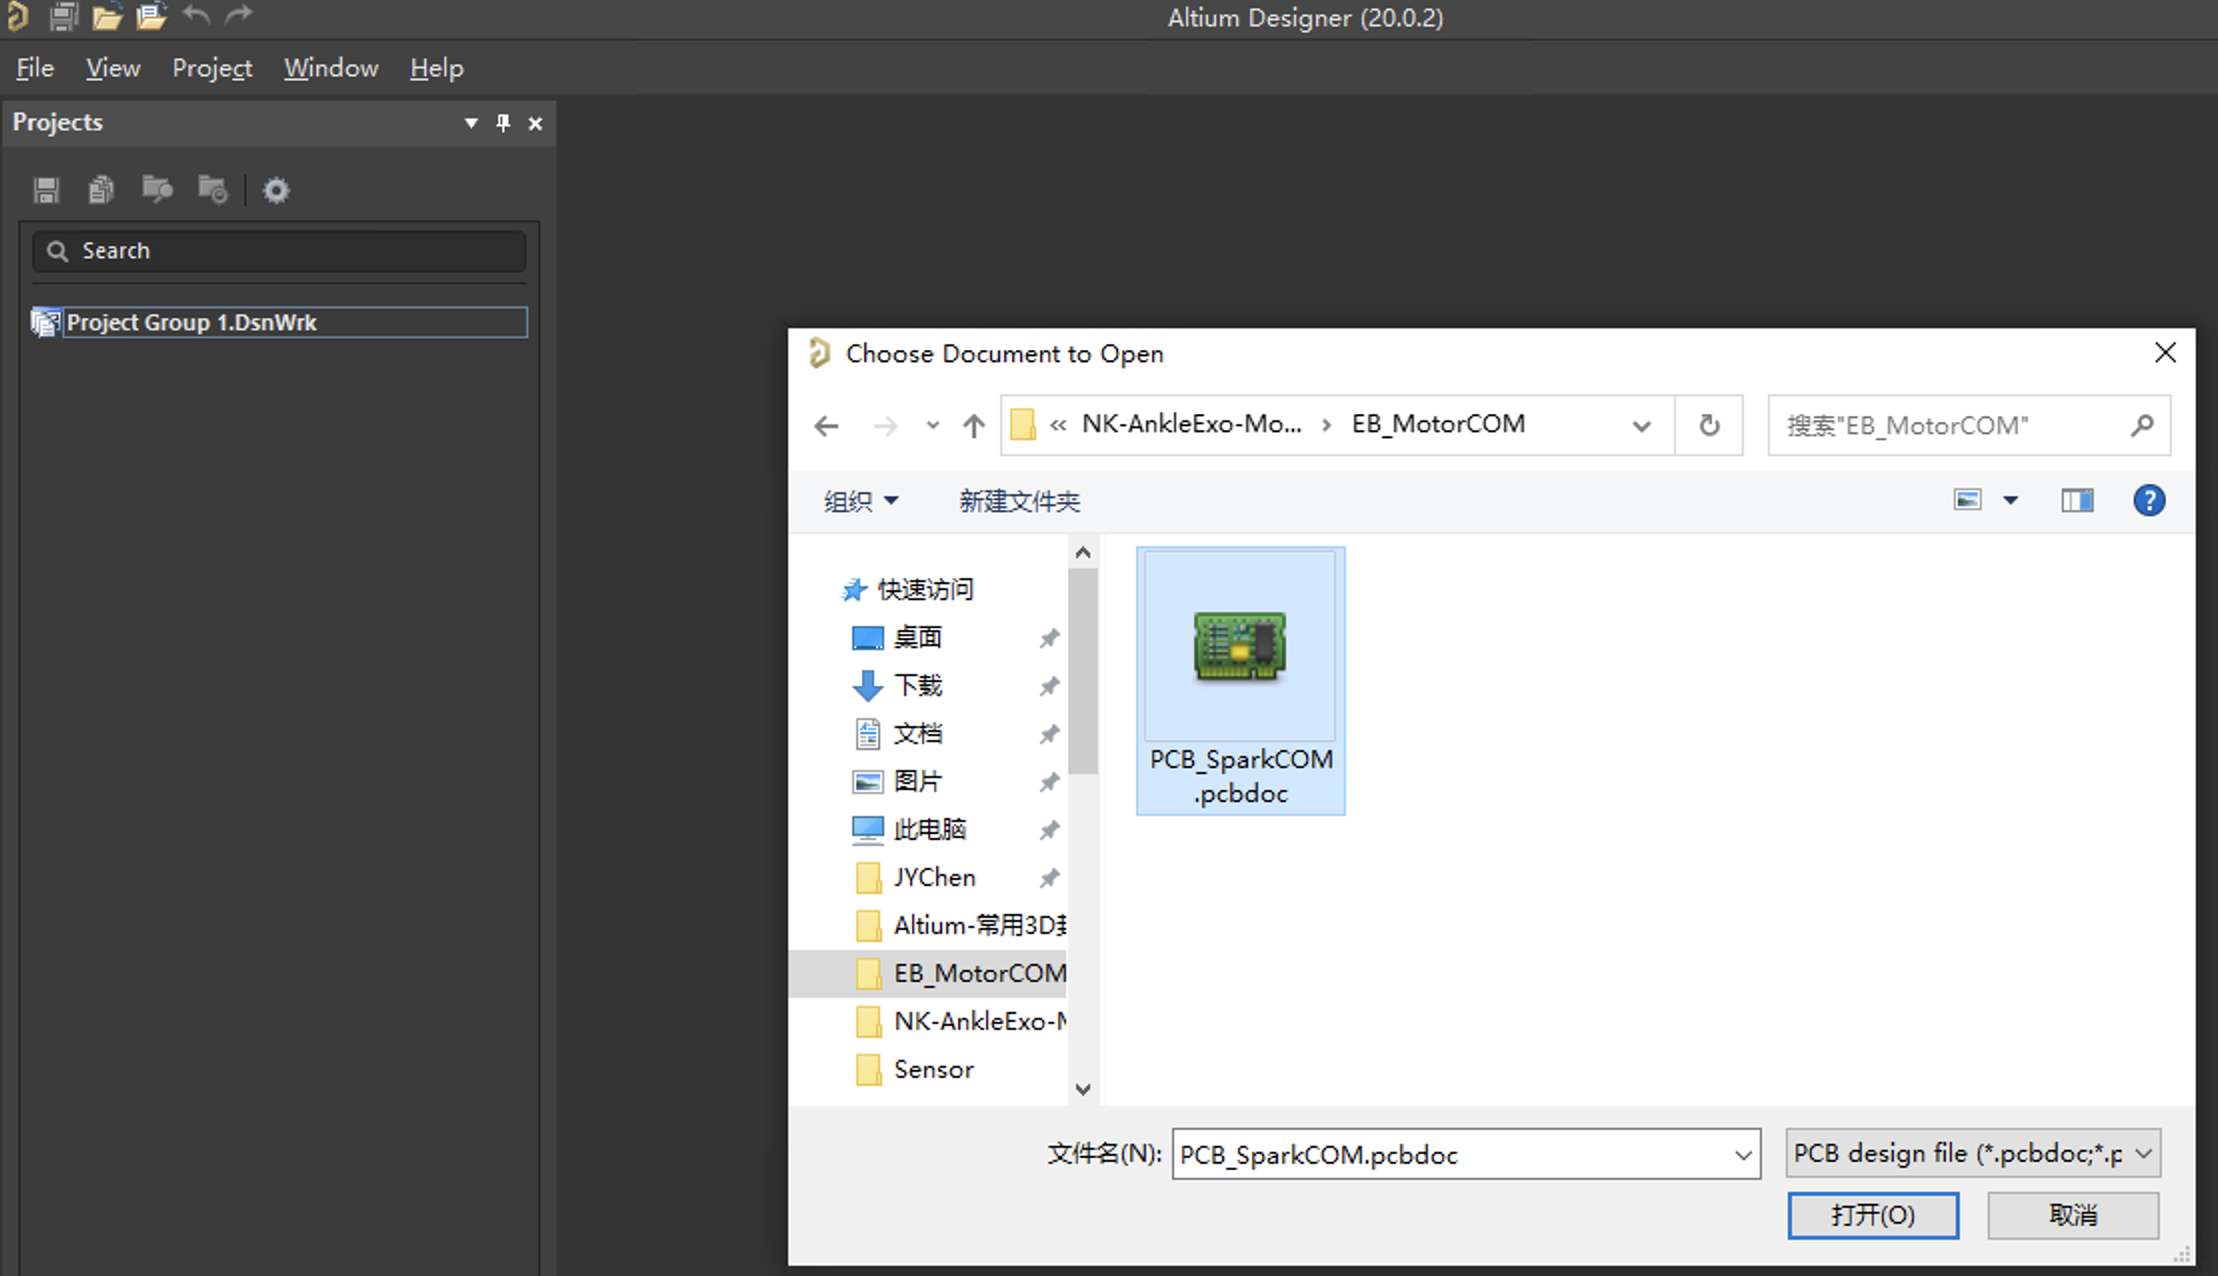 Altium Designer (20.0.2)
File View Project Window Help
Projects
Search
Project Group 1.DsnWrk
Choose Document to Open
« NK-AnkleExo-Mo... › EB_MotorCOM
搜索"EB_MotorCOM"
组织 新建文件夹
快速访问
桌面
下载
文档
图片
此电脑
JYChen
Altium-常用3D
EB_MotorCOM
NK-AnkleExo-
Sensor
PCB_SparkCOM
.pcbdoc
文件名(N): PCB_SparkCOM.pcbdoc
PCB design file (*.pcbdoc;*.p
打开(O) 取消